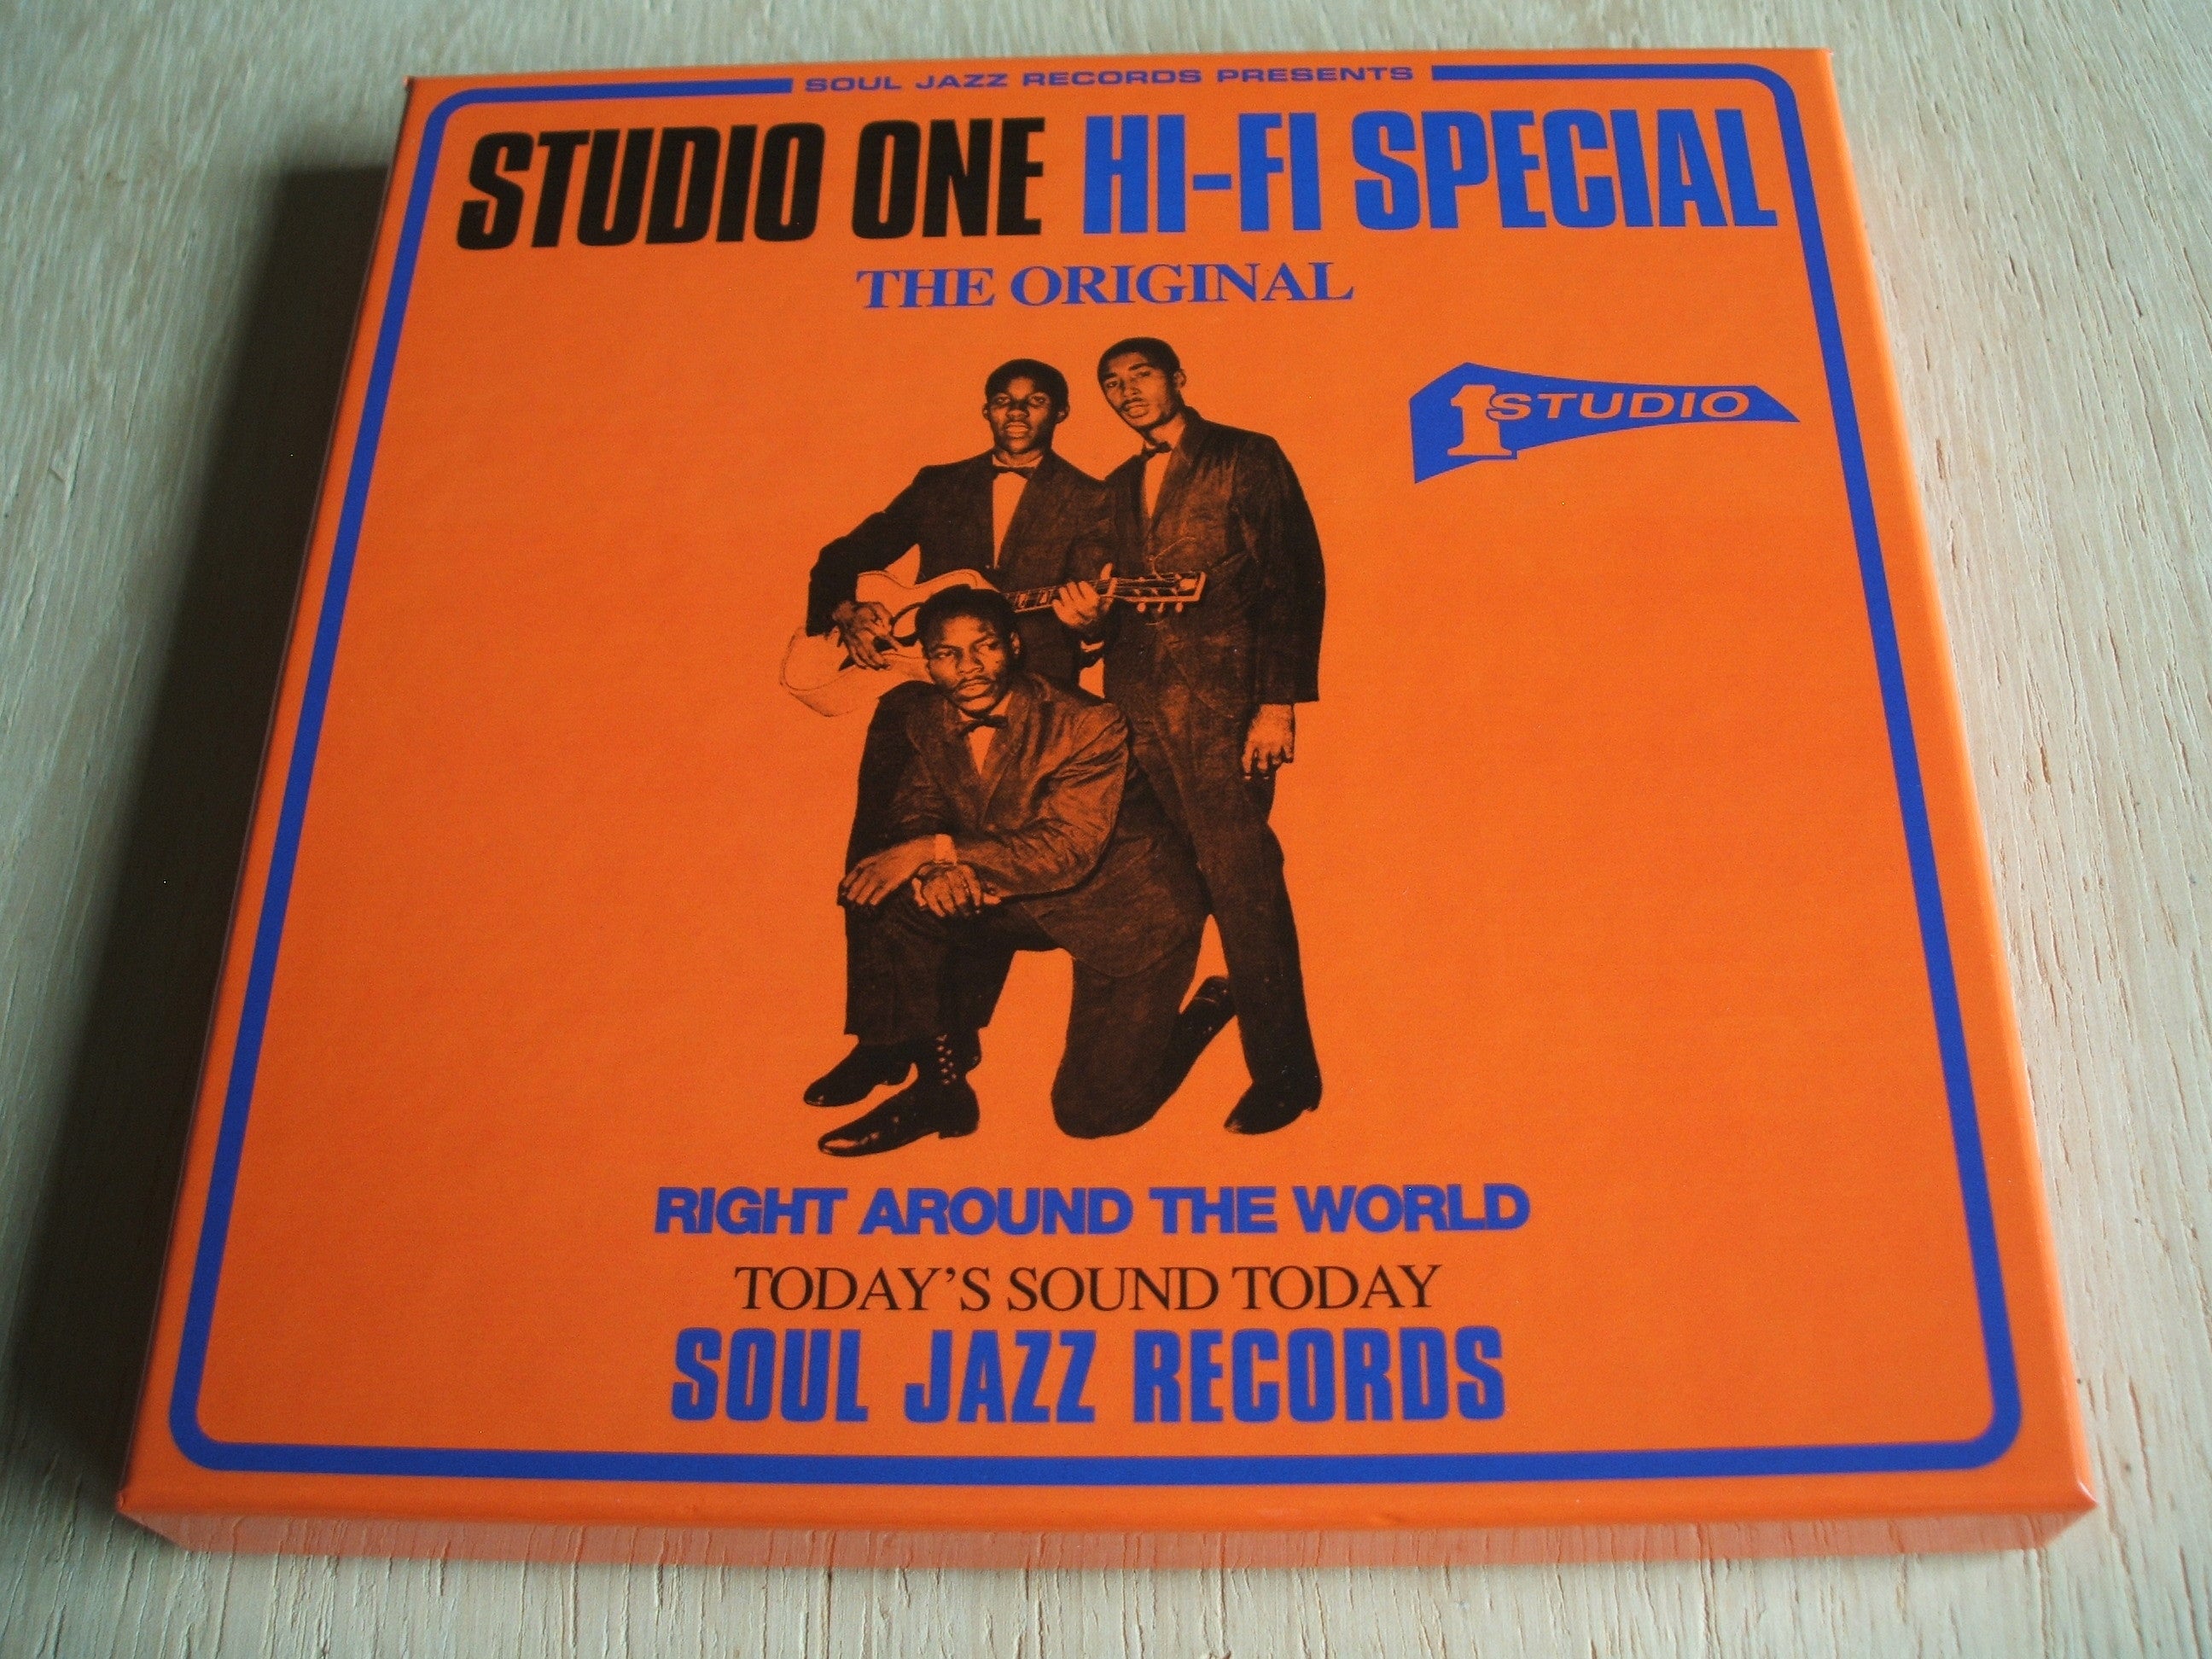 SOUL JAZZ RECORDS PRESENTS
STUDIO ONE HI-FI SPECIAL
THE ORIGINAL
1 STUDIO
RIGHT AROUND THE WORLD
TODAY'S SOUND TODAY
SOUL JAZZ RECORDS